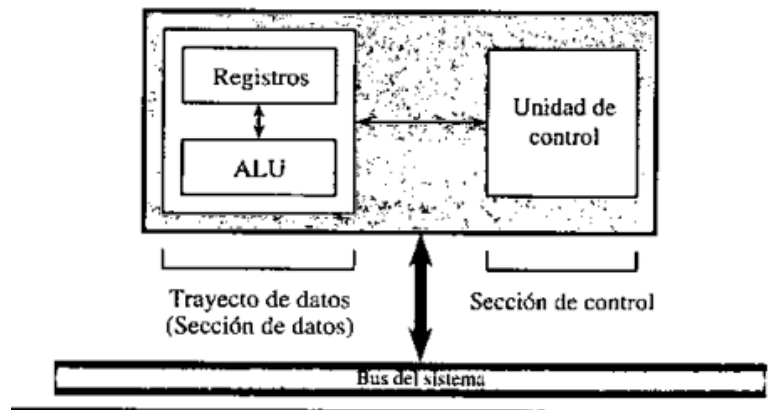 Registros
ALU
Unidad de
control
Trayecto de datos
(Sección de datos)
Sección de control
Bus del sistema